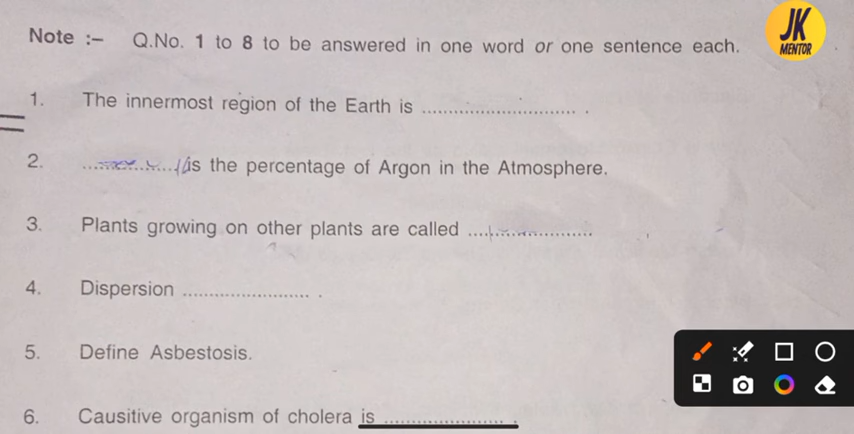 JK
MENTOR
Note :– Q.No. 1 to 8 to be answered in one word or one sentence each.
1. The innermost region of the Earth is ............................ .
2. .................. is the percentage of Argon in the Atmosphere.
3. Plants growing on other plants are called .......................
4. Dispersion ....................... .
5. Define Asbestosis.
6. Causitive organism of cholera is ...................... .